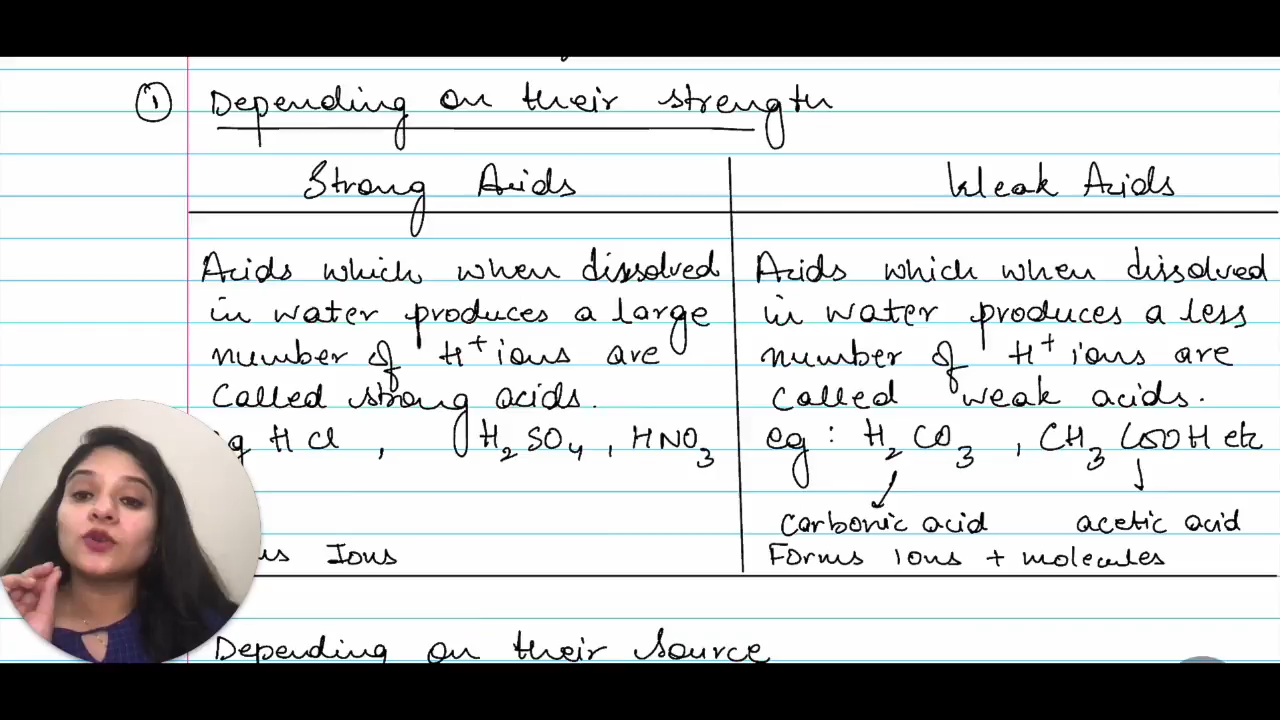 ① Depending on their strength
Strong Acids
Weak Acids
Acids which when dissolved
in water produces a large
number of H⁺ ions are
called strong acids.
HCl , H₂SO₄ , HNO₃
Ions
Acids which when dissolved
in water produces a less
number of H⁺ ions are
called weak acids.
eg : H₂CO₃ , CH₃COOH etc
carbonic acid acetic acid
Forms ions + molecules
Depending on their source